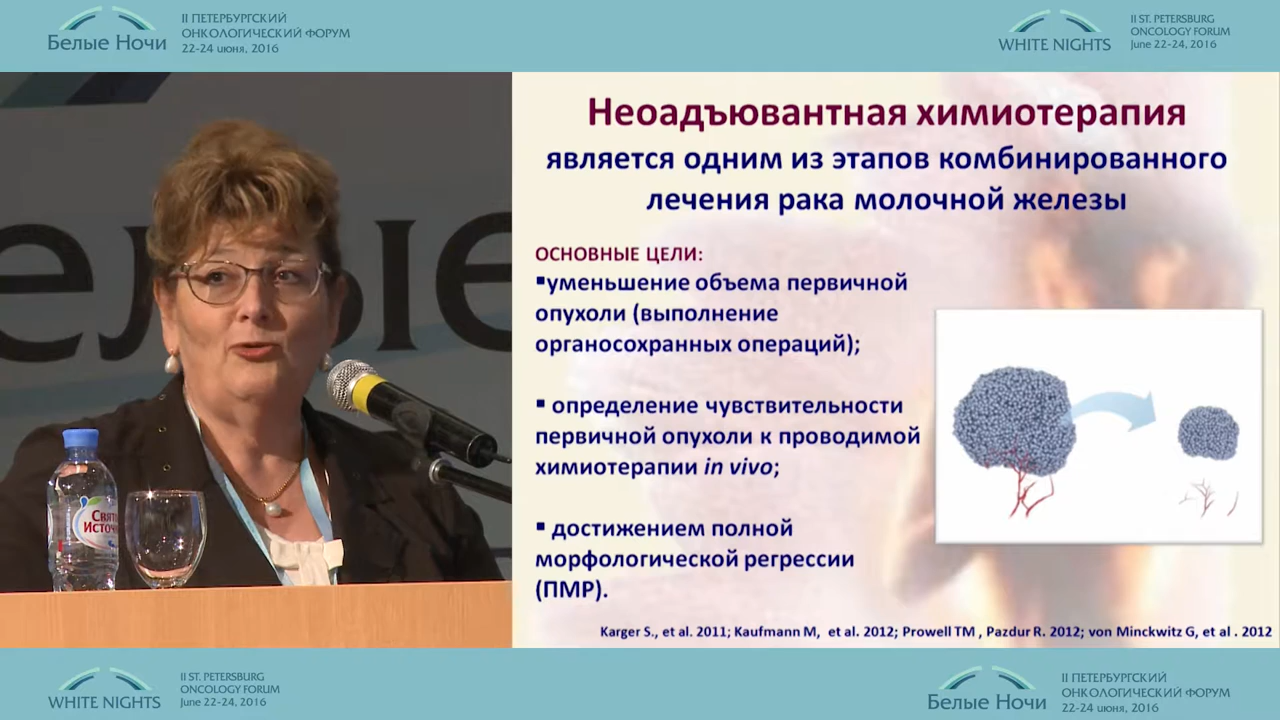 Белые Ночи
II ПЕТЕРБУРГСКИЙ
ОНКОЛОГИЧЕСКИЙ ФОРУМ
22-24 июня, 2016
WHITE NIGHTS
II ST. PETERSBURG
ONCOLOGY FORUM
June 22-24, 2016
елые
Неоадъювантная химиотерапия
является одним из этапов комбинированного
лечения рака молочной железы
ОСНОВНЫЕ ЦЕЛИ:
▪уменьшение объема первичной
опухоли (выполнение
органосохранных операций);
▪ определение чувствительности
первичной опухоли к проводимой
химиотерапии in vivo;
▪ достижением полной
морфологической регрессии
(ПМР).
Karger S., et al. 2011; Kaufmann M, et al. 2012; Prowell TM , Pazdur R. 2012; von Minckwitz G, et al . 2012
WHITE NIGHTS
II ST. PETERSBURG
ONCOLOGY FORUM
June 22-24, 2016
Белые Ночи
II ПЕТЕРБУРГСКИЙ
ОНКОЛОГИЧЕСКИЙ ФОРУМ
22-24 июня, 2016